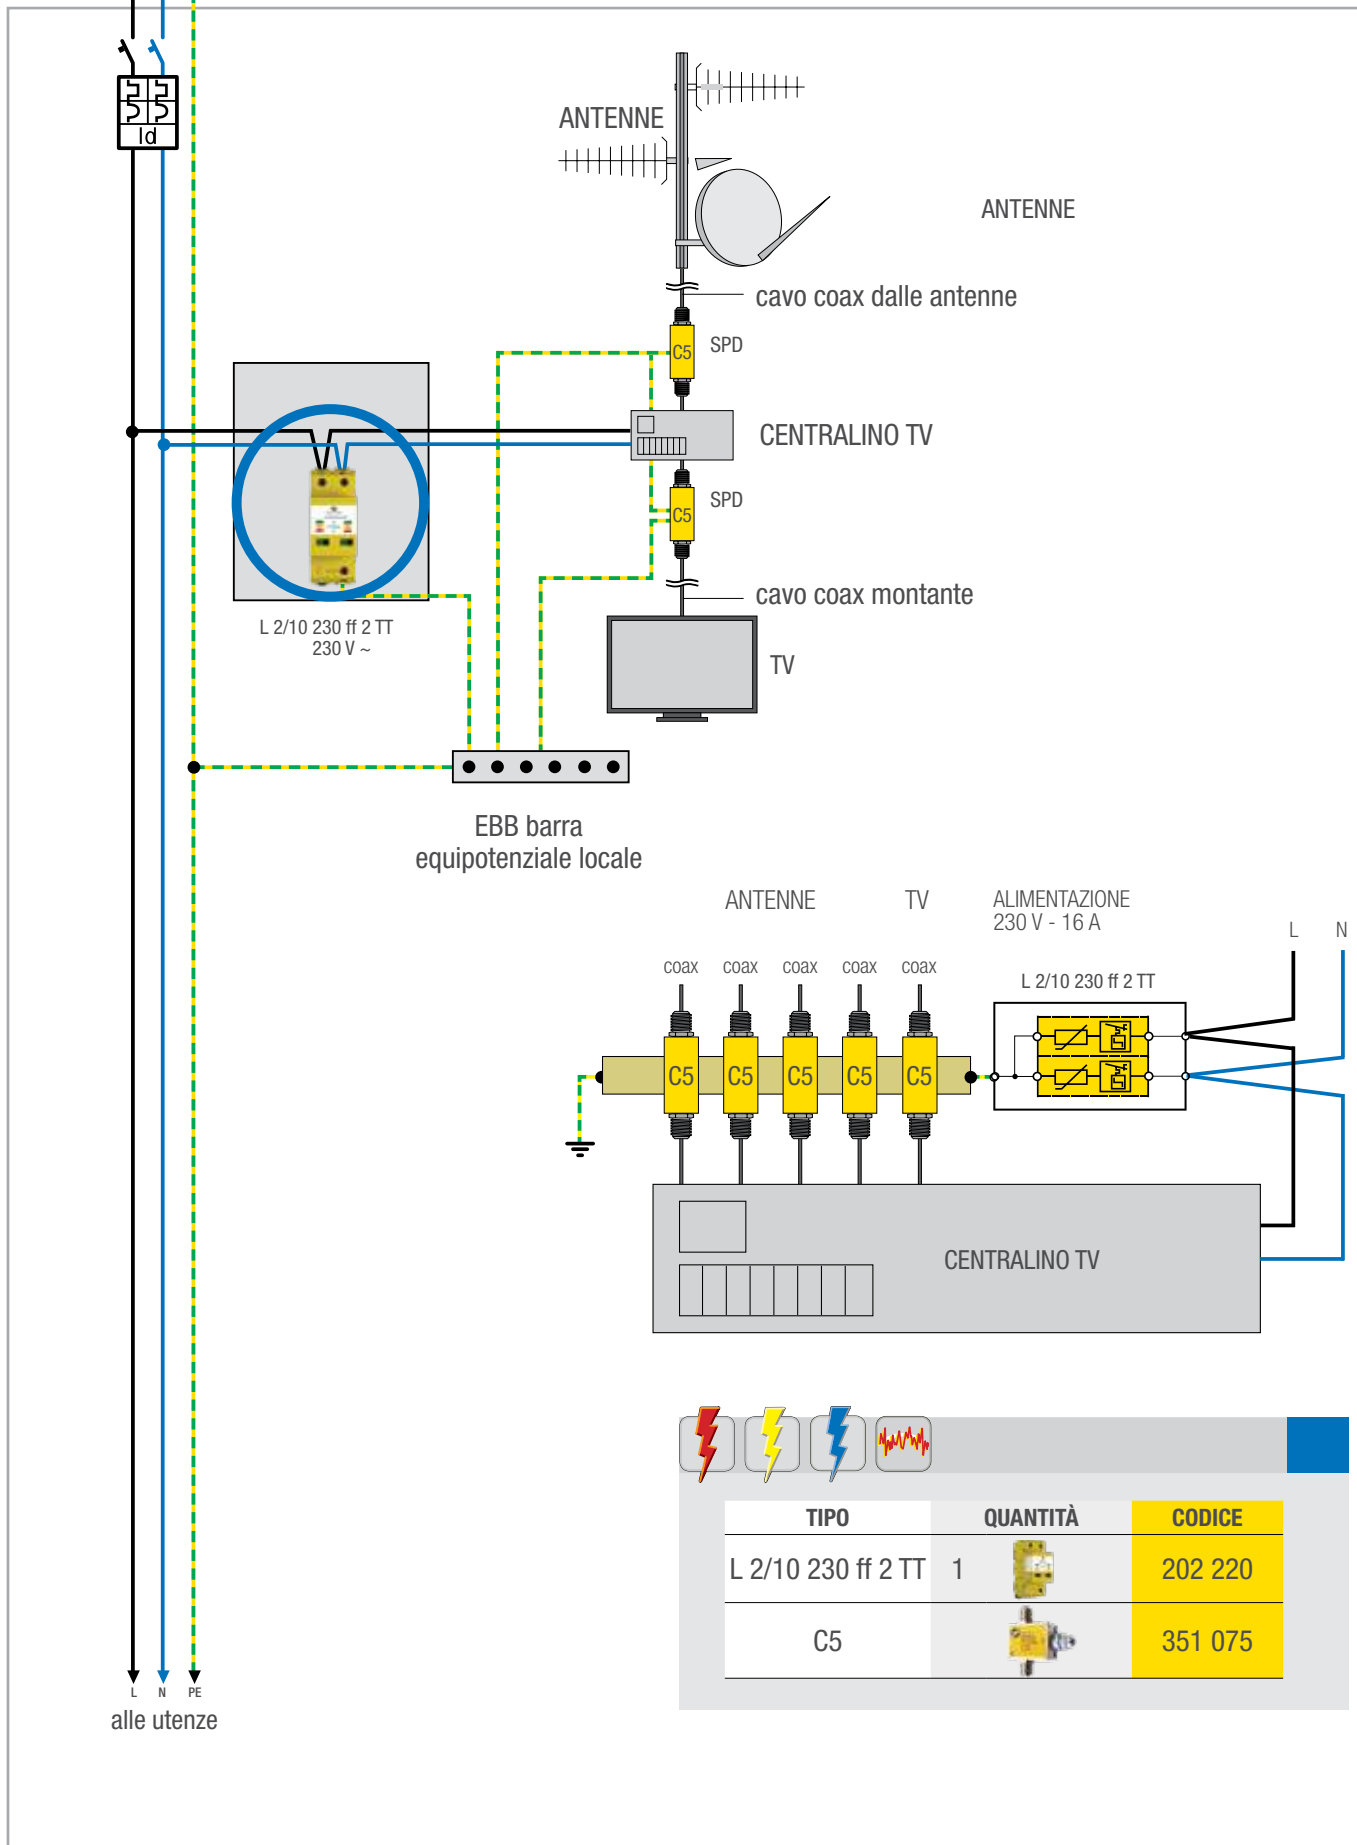 Id
ANTENNE
ANTENNE
cavo coax dalle antenne
C5
SPD
CENTRALINO TV
C5
SPD
cavo coax montante
L 2/10 230 ff 2 TT
230 V ~
TV
EBB barra
equipotenziale locale
ANTENNE
TV
ALIMENTAZIONE
230 V - 16 A
L
N
coax
coax
coax
coax
coax
L 2/10 230 ff 2 TT
C5
C5
C5
C5
C5
CENTRALINO TV
TIPO QUANTITÀ CODICE
L 2/10 230 ff 2 TT 1 202 220
C5 351 075
L N PE
alle utenze